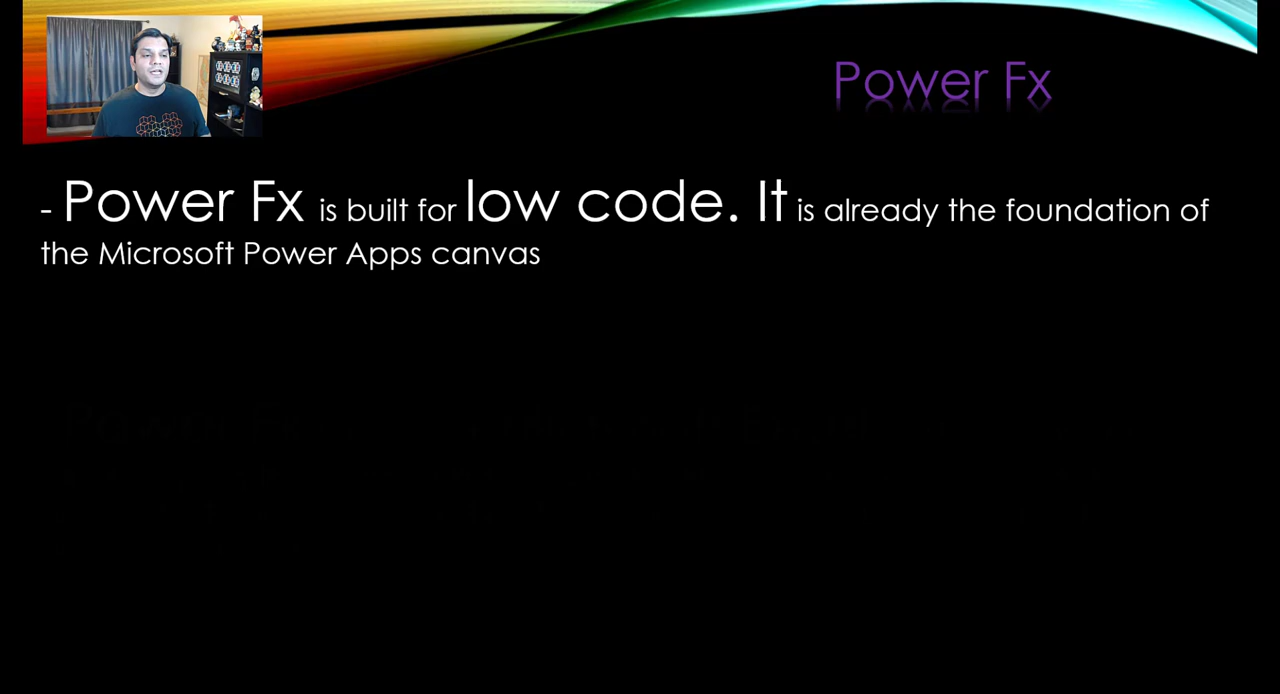 Power Fx
- Power Fx is built for low code. It is already the foundation of
the Microsoft Power Apps canvas